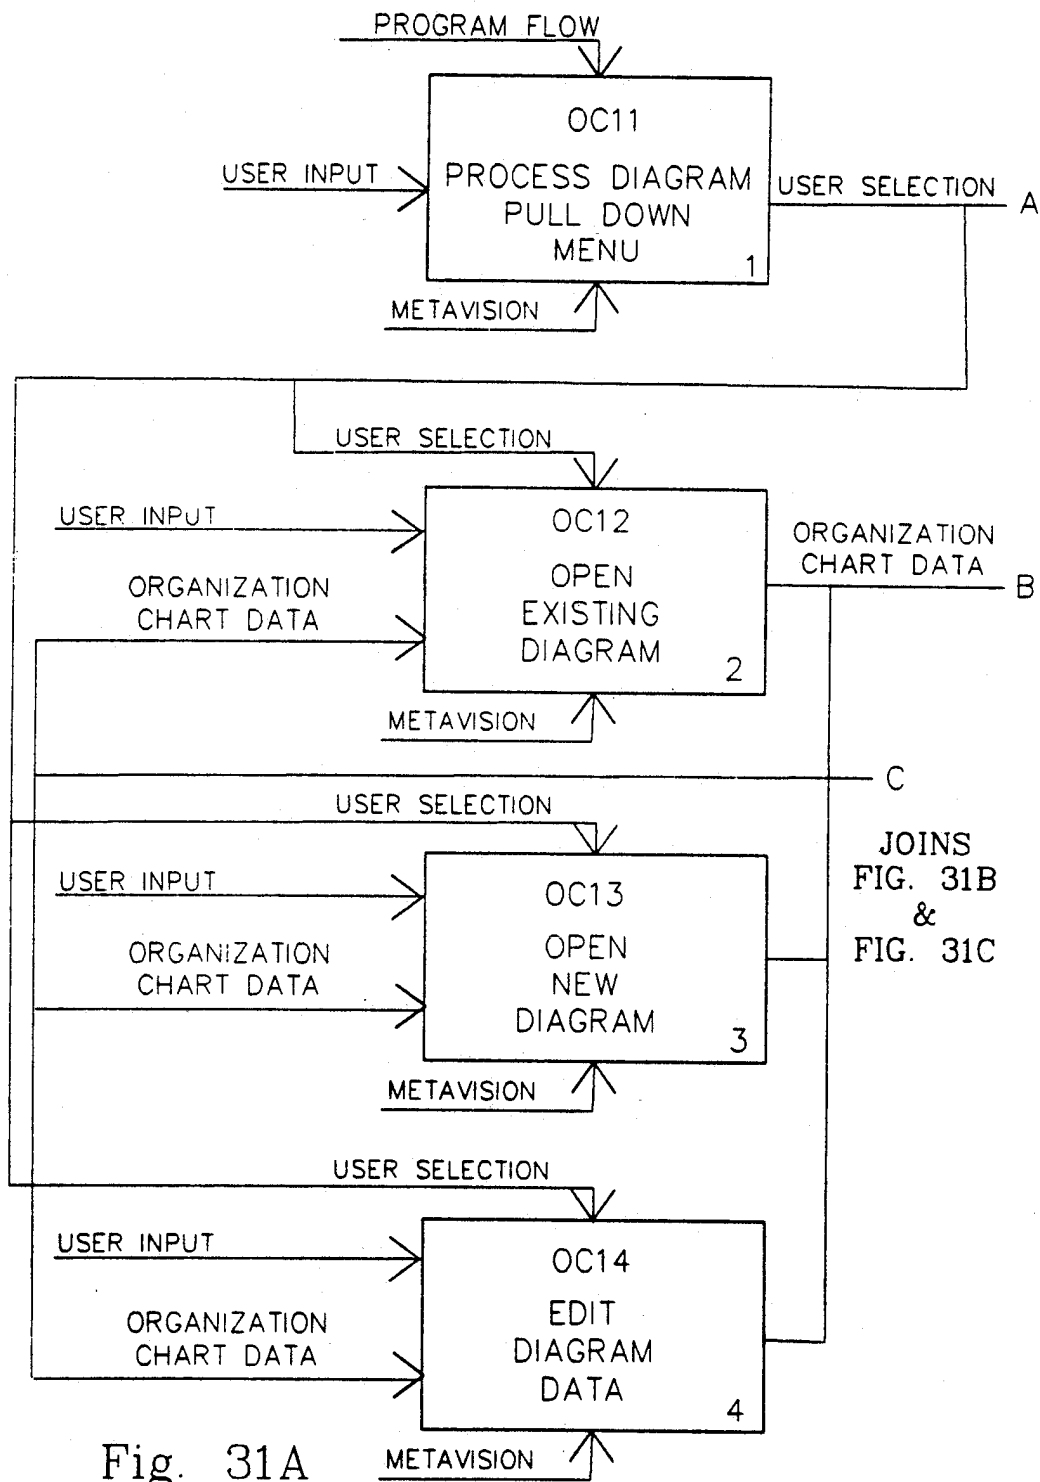 PROGRAM FLOW
OC11
USER INPUT
PROCESS DIAGRAM
PULL DOWN
MENU
1
USER SELECTION
A
METAVISION
USER SELECTION
USER INPUT
OC12
ORGANIZATION
CHART DATA
OPEN
EXISTING
DIAGRAM
2
ORGANIZATION
CHART DATA
B
METAVISION
C
USER SELECTION
JOINS
FIG. 31B
&
FIG. 31C
USER INPUT
OC13
ORGANIZATION
CHART DATA
OPEN
NEW
DIAGRAM
3
METAVISION
USER SELECTION
USER INPUT
OC14
ORGANIZATION
CHART DATA
EDIT
DIAGRAM
DATA
4
METAVISION
Fig. 31A